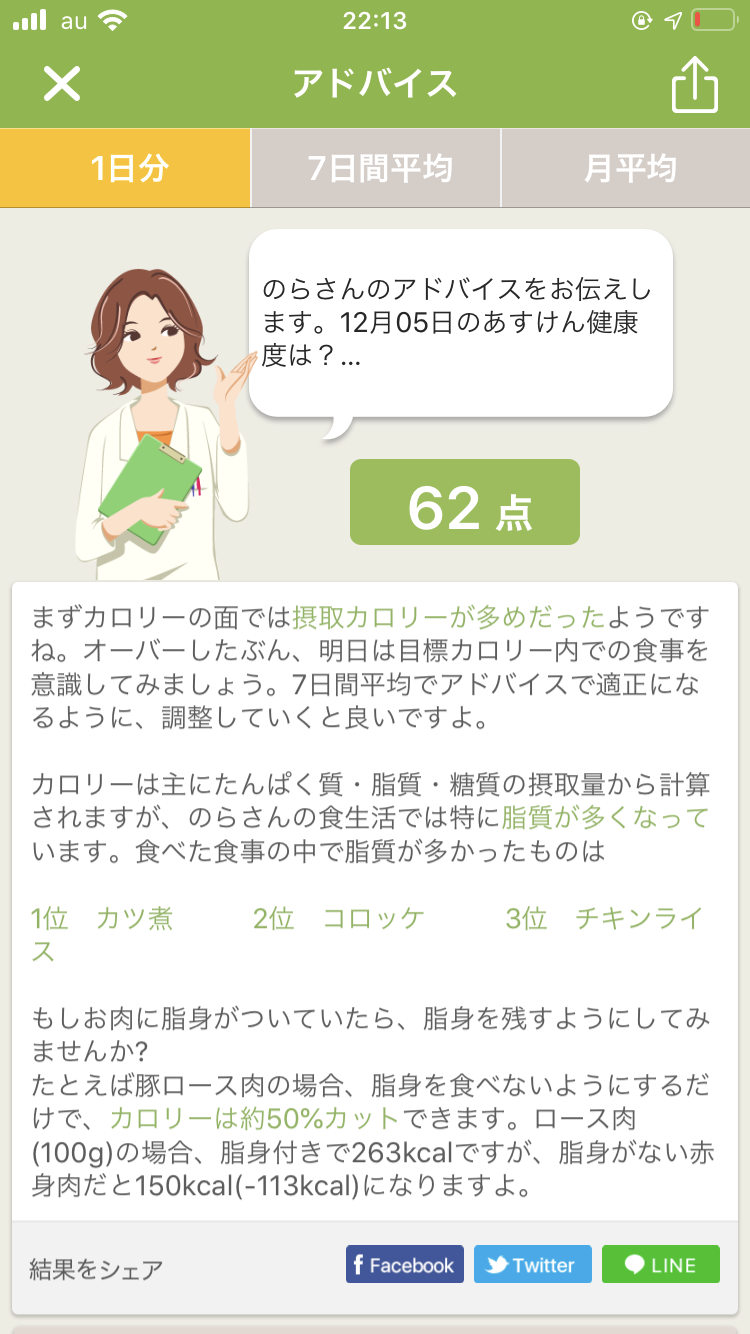 au 22:13
アドバイス
1日分 7日間平均 月平均
のらさんのアドバイスをお伝えし
ます。12月05日のあすけん健康
度は？...
62 点
まずカロリーの面では摂取カロリーが多めだったようです
ね。オーバーしたぶん、明日は目標カロリー内での食事を
意識してみましょう。7日間平均でアドバイスで適正にな
るように、調整していくと良いですよ。
カロリーは主にたんぱく質・脂質・糖質の摂取量から計算
されますが、のらさんの食生活では特に脂質が多くなって
います。食べた食事の中で脂質が多かったものは
1位 カツ煮 2位 コロッケ 3位 チキンライ
ス
もしお肉に脂身がついていたら、脂身を残すようにしてみ
ませんか?
たとえば豚ロース肉の場合、脂身を食べないようにするだ
けで、カロリーは約50%カットできます。ロース肉
(100g)の場合、脂身付きで263kcalですが、脂身がない赤
身肉だと150kcal(-113kcal)になりますよ。
結果をシェア f Facebook Twitter LINE